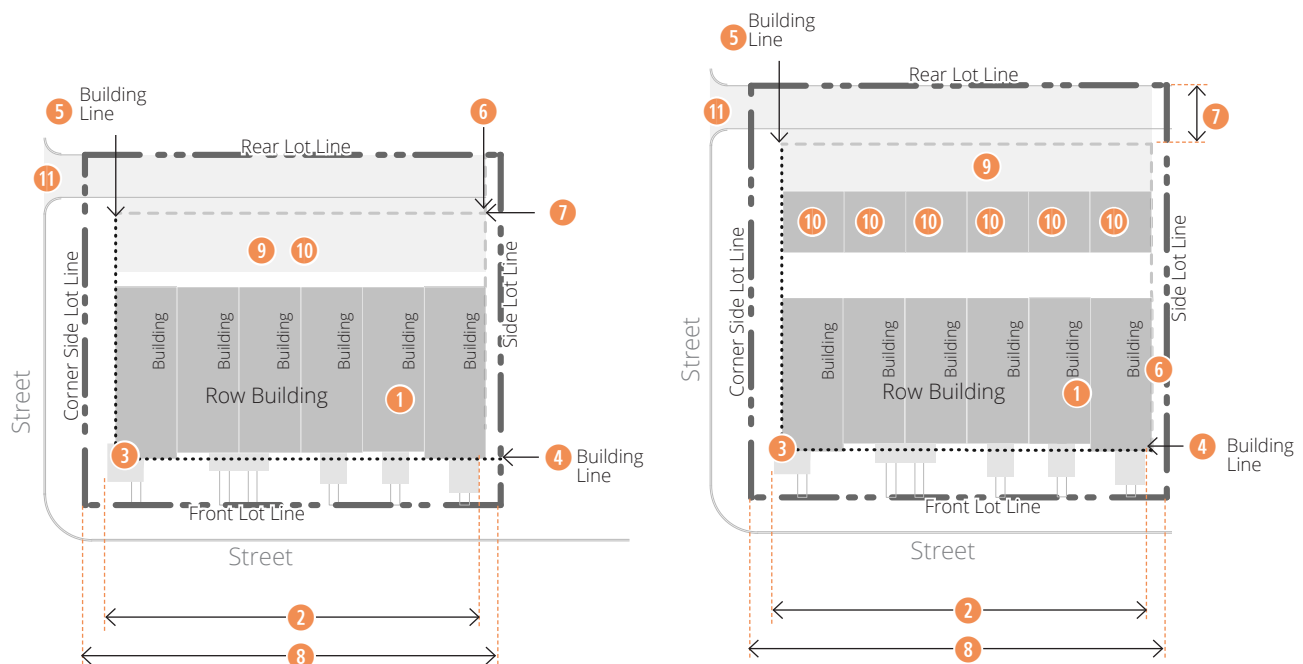 5 Building
Line
6
Rear Lot Line
11
7
9 10
Corner Side Lot Line
Side Lot Line
Street
Building
Building
Building
Building
Building
Building
Row Building
1
3
4 Building
Line
Front Lot Line
Street
2
8
5 Building
Line
Rear Lot Line
11
7
9
10
10
10
10
10
10
Corner Side Lot Line
Side Lot Line
Street
Building
Building
Building
Building
Building
Building
6
Row Building
1
3
4 Building
Line
Front Lot Line
Street
2
8